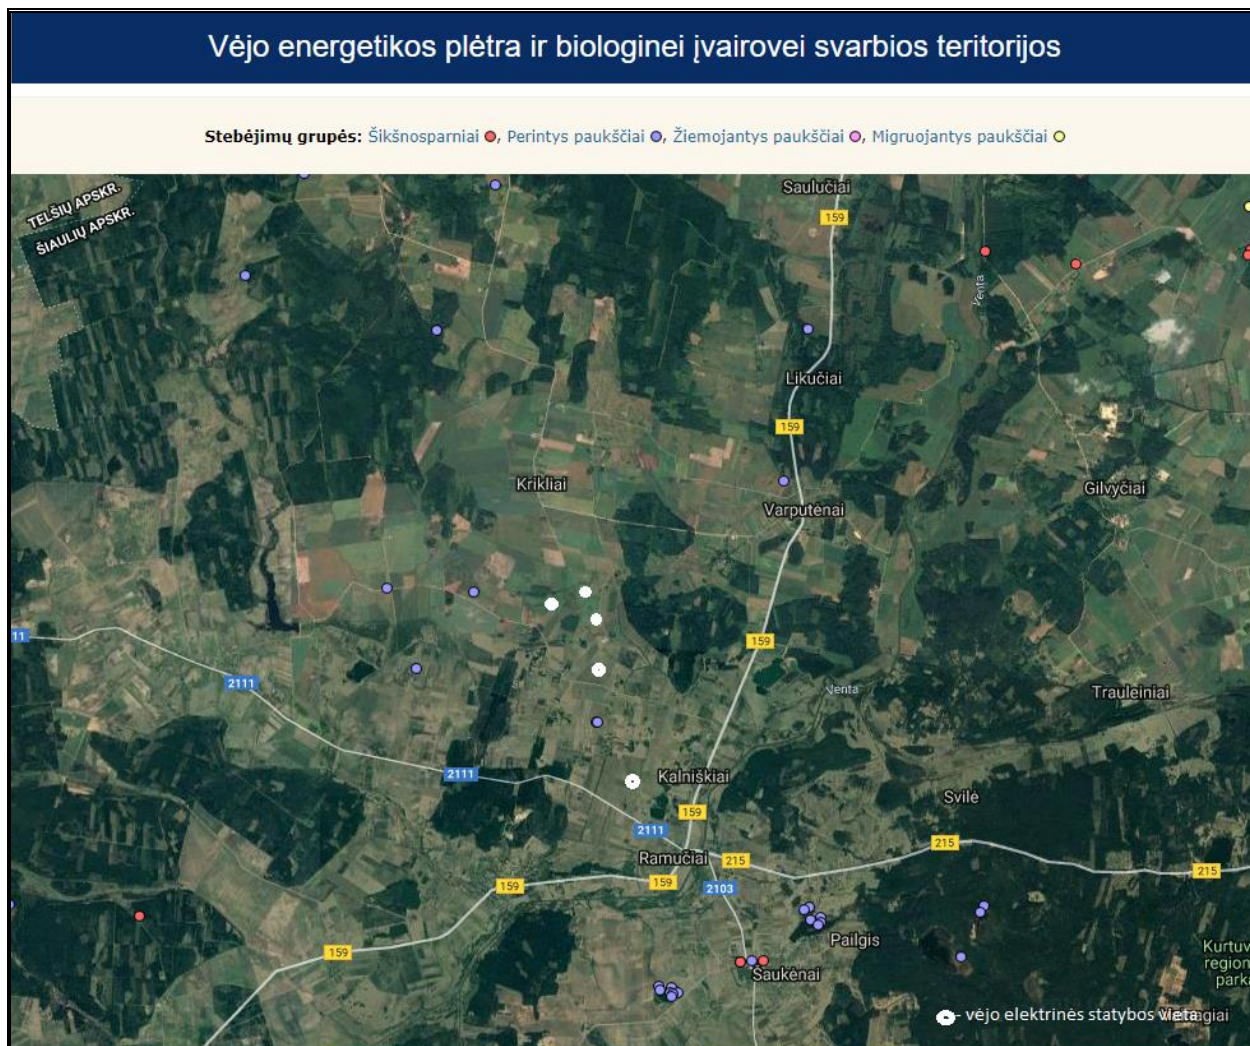 Vėjo energetikos plėtra ir biologinei įvairovei svarbios teritorijos
Stebėjimų grupės: Šikšnosparniai, Perintys paukščiai, Žiemojantys paukščiai, Migruojantys paukščiai
TELŠIŲ APSKR.
ŠIAULIŲ APSKR.
Saulučiai
159
Venta
Likučiai
159
Krikliai
Gilvyčiai
Varputėnai
11
159
2111
Venta
Trauleiniai
2111
Kalniškiai
Svilė
159
2111
215
Ramučiai
215
215
159
159
2103
Pailgis
159
Kurtuv
region
parka
Šaukėnai
- vėjo elektrinės statybos vieta